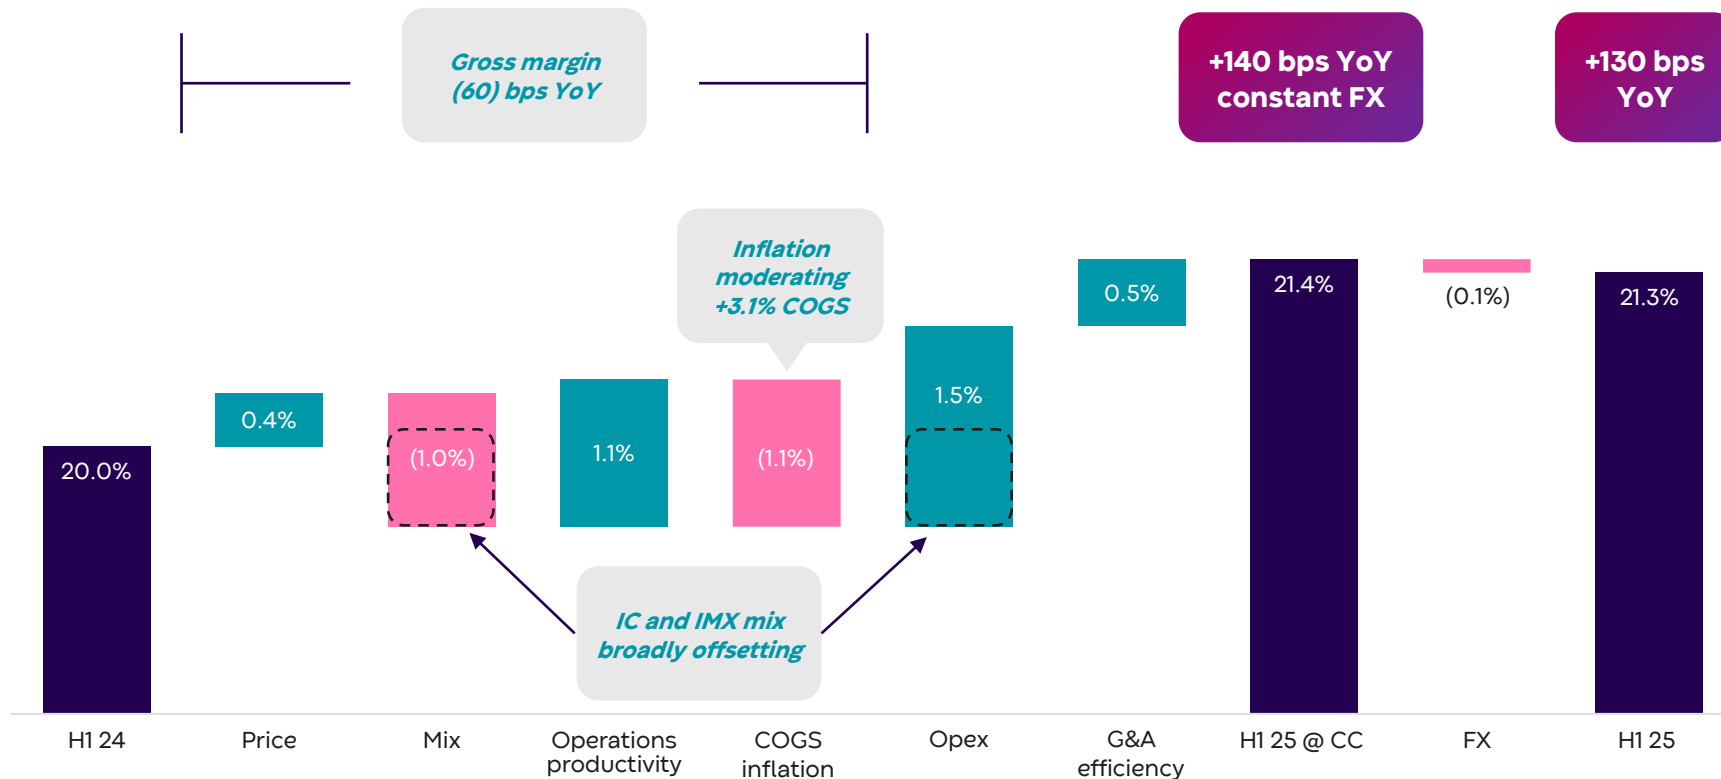 Gross margin
(60) bps YoY
+140 bps YoY
constant FX
+130 bps
YoY
Inflation
moderating
+3.1% COGS
20.0%
0.4%
(1.0%)
1.1%
(1.1%)
1.5%
0.5%
21.4%
(0.1%)
21.3%
IC and IMX mix
broadly offsetting
H1 24
Price
Mix
Operations
productivity
COGS
inflation
Opex
G&A
efficiency
H1 25 @ CC
FX
H1 25